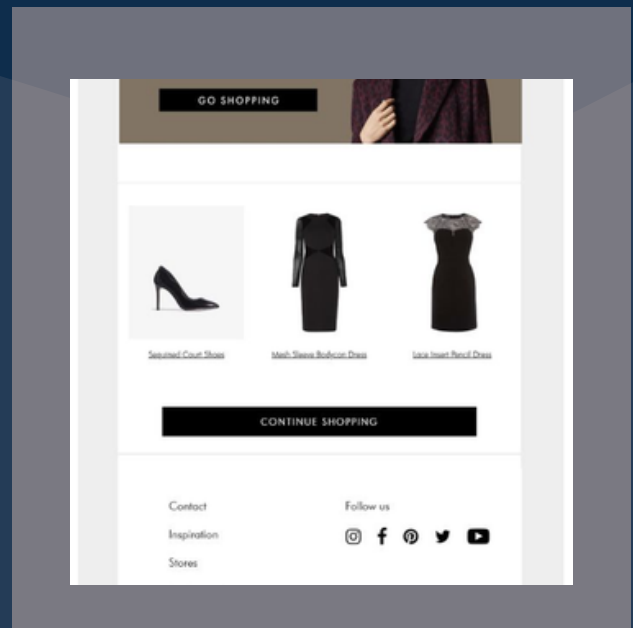 GO SHOPPING
Sequined Court Shoes Mesh Sleeve Bodycon Dress Lace Insert Pencil Dress
CONTINUE SHOPPING
Contact Follow us
Inspiration
Stores